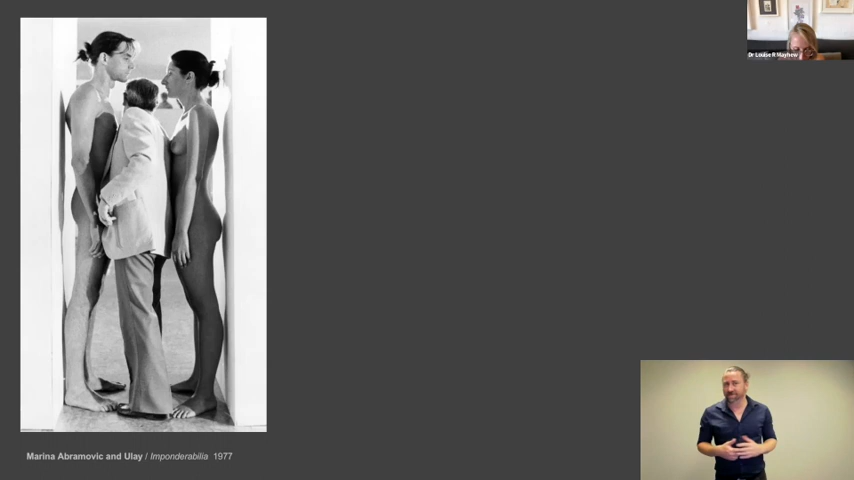 Dr Louise R Mayhew
Marina Abramovic and Ulay / Imponderabilia 1977